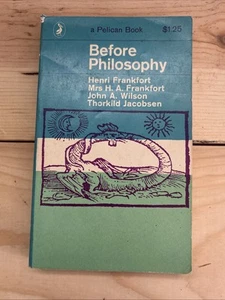 a Pelican Book
$1.25
Before
Philosophy
Henri Frankfort
Mrs H. A. Frankfort
John A. Wilson
Thorkild Jacobsen